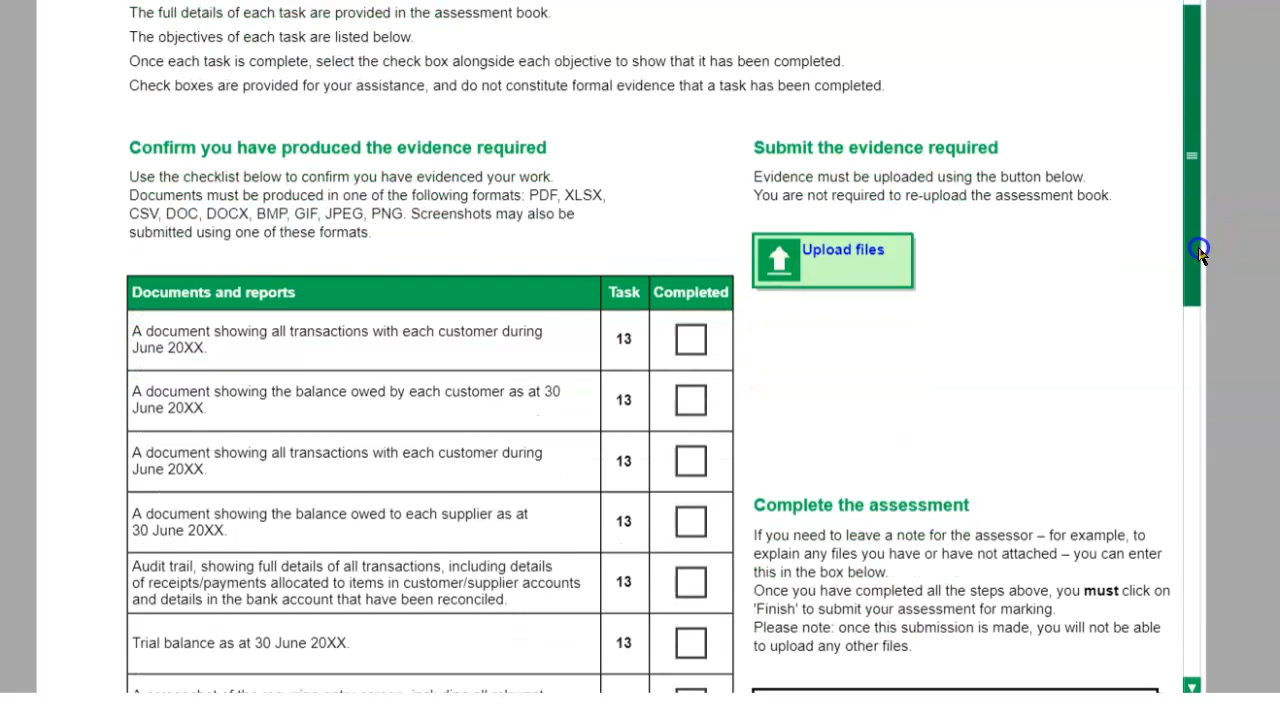 The full details of each task are provided in the assessment book.
The objectives of each task are listed below.
Once each task is complete, select the check box alongside each objective to show that it has been completed.
Check boxes are provided for your assistance, and do not constitute formal evidence that a task has been completed.
Confirm you have produced the evidence required
Use the checklist below to confirm you have evidenced your work.
Documents must be produced in one of the following formats: PDF, XLSX,
CSV, DOC, DOCX, BMP, GIF, JPEG, PNG. Screenshots may also be
submitted using one of these formats.
Documents and reports Task Completed
A document showing all transactions with each customer during
June 20XX.
13
A document showing the balance owed by each customer as at 30
June 20XX.
13
A document showing all transactions with each customer during
June 20XX.
13
A document showing the balance owed to each supplier as at
30 June 20XX.
13
Audit trail, showing full details of all transactions, including details
of receipts/payments allocated to items in customer/supplier accounts
and details in the bank account that have been reconciled.
13
Trial balance as at 30 June 20XX.
13
Submit the evidence required
Evidence must be uploaded using the button below.
You are not required to re-upload the assessment book.
Upload files
Complete the assessment
If you need to leave a note for the assessor – for example, to
explain any files you have or have not attached – you can enter
this in the box below.
Once you have completed all the steps above, you must click on
'Finish' to submit your assessment for marking.
Please note: once this submission is made, you will not be able
to upload any other files.